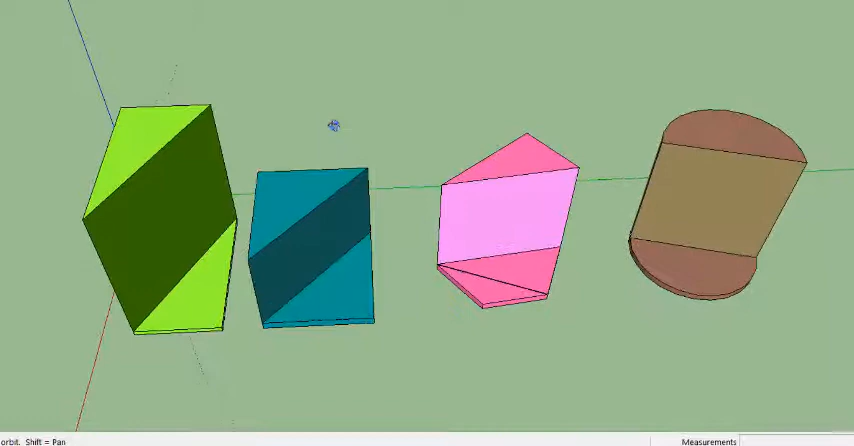 orbit. Shift = Pan
Measurements